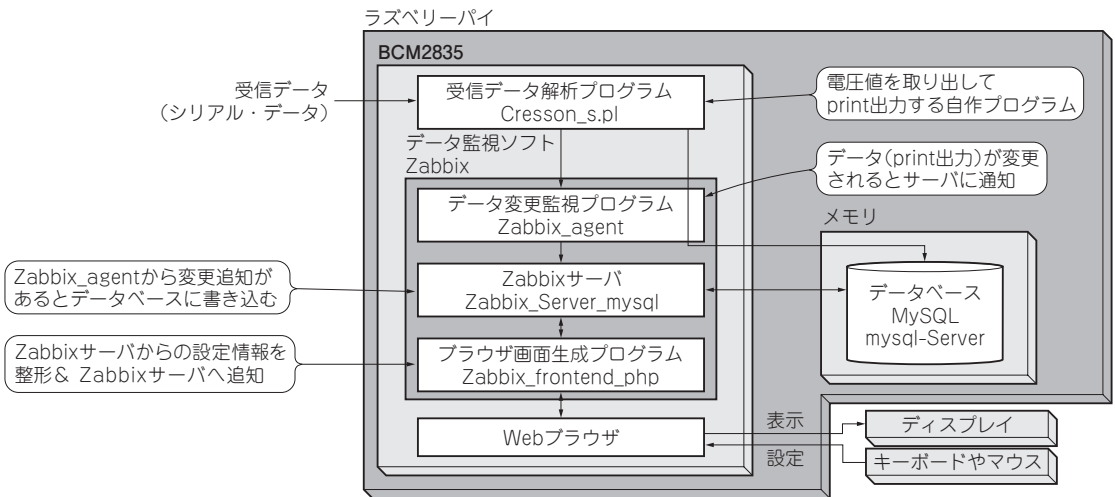 ラズベリーパイ
BCM2835
受信データ
(シリアル・データ)
受信データ解析プログラム
Cresson_s.pl
電圧値を取り出して
print出力する自作プログラム
データ監視ソフト
Zabbix
データ(print出力)が変更
されるとサーバに通知
データ変更監視プログラム
Zabbix_agent
メモリ
Zabbix_agentから変更追知が
あるとデータベースに書き込む
Zabbixサーバ
Zabbix_Server_mysql
データベース
MySQL
mysql-Server
Zabbixサーバからの設定情報を
整形& Zabbixサーバへ追知
ブラウザ画面生成プログラム
Zabbix_frontend_php
Webブラウザ
表示
ディスプレイ
設定
キーボードやマウス